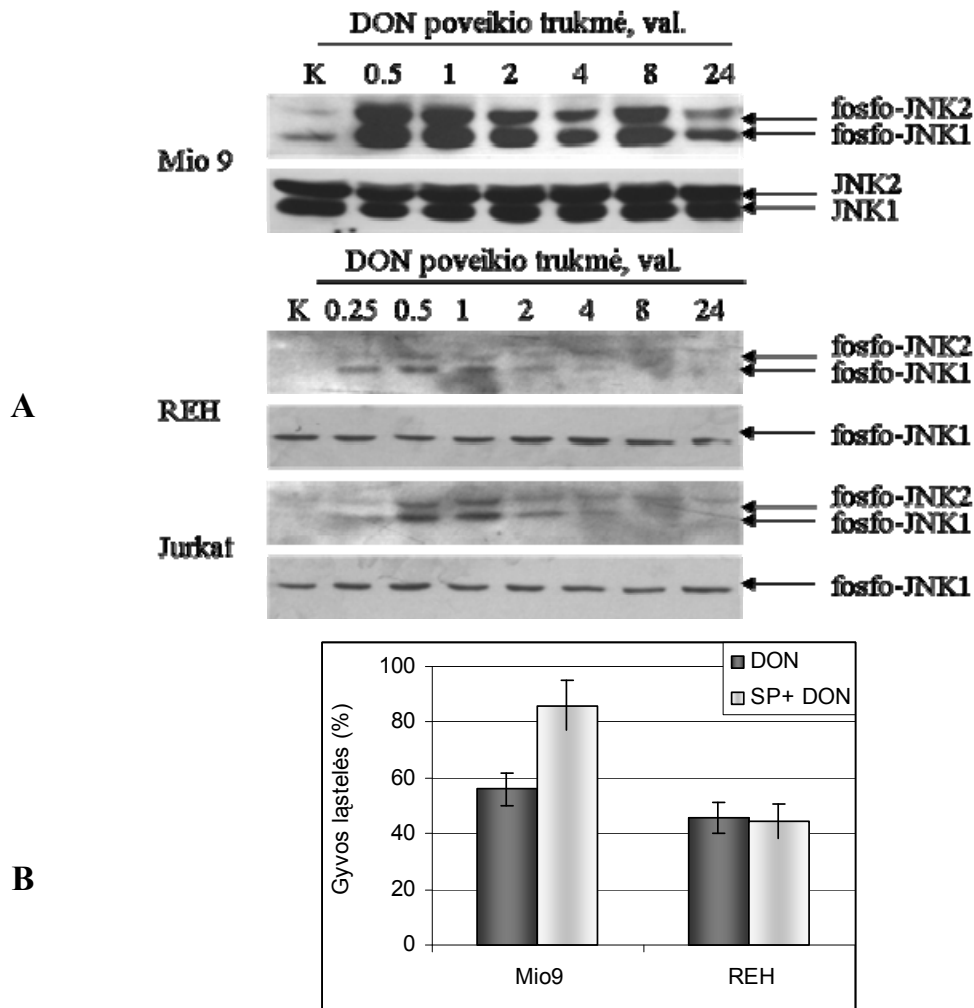 DON poveikio trukmė, val.
K 0.5 1 2 4 8 24
Mio 9
fosfo-JNK2
fosfo-JNK1
JNK2
JNK1
DON poveikio trukmė, val.
K 0.25 0.5 1 2 4 8 24
A
REH
fosfo-JNK2
fosfo-JNK1
fosfo-JNK1
Jurkat
fosfo-JNK2
fosfo-JNK1
fosfo-JNK1
B
Gyvos ląstelės (%)
100
80
60
40
20
0
DON
SP+ DON
Mio9 REH